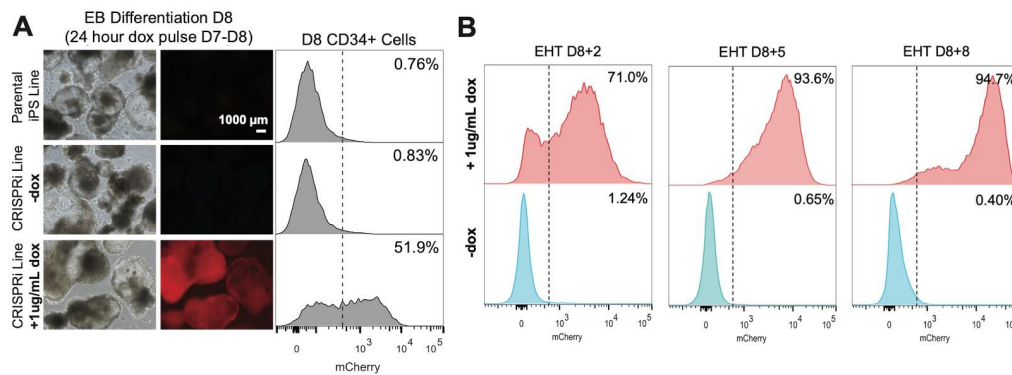 A
EB Differentiation D8
(24 hour dox pulse D7-D8)
D8 CD34+ Cells
Parental
iPS Line
1000 µm
0.76%
CRISPRi Line
-dox
0.83%
CRISPRi Line
+1ug/mL dox
51.9%
0 10³ 10⁴ 10⁵
mCherry
B
EHT D8+2
EHT D8+5
EHT D8+8
+ 1ug/mL dox
71.0%
93.6%
94.7%
-dox
1.24%
0.65%
0.40%
0 10³ 10⁴ 10⁵
mCherry
0 10³ 10⁴ 10⁵
mCherry
0 10³ 10⁴
mCherry